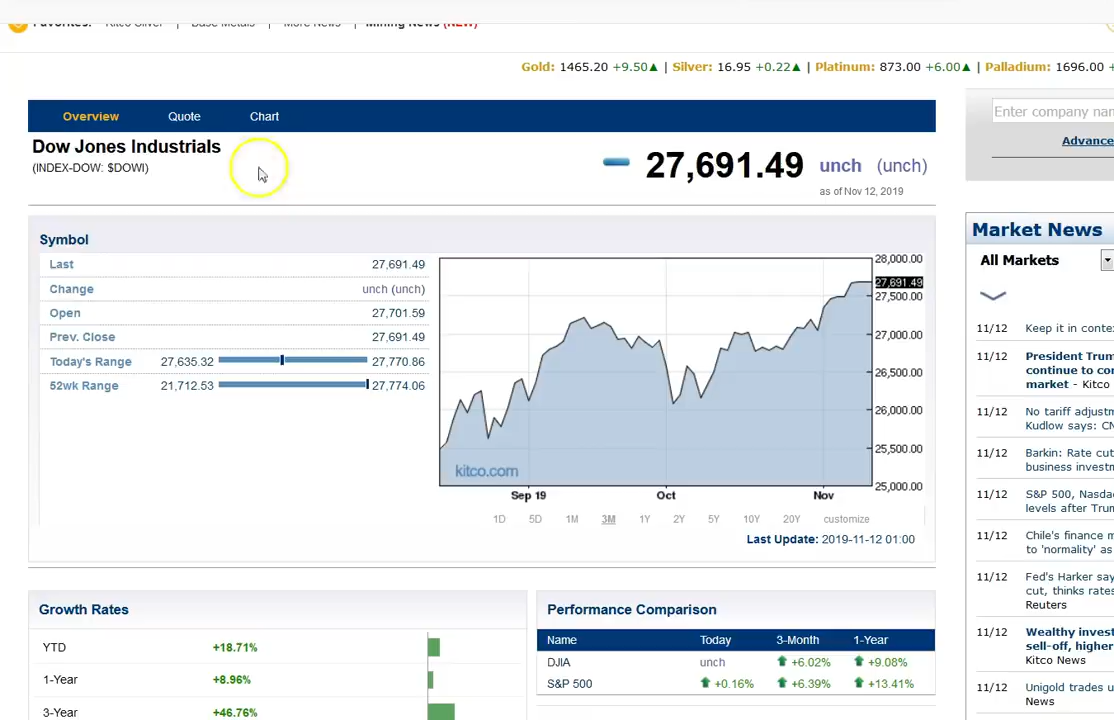 Favorites: Kitco Silver | Base Metals | More News | Mining News (NEW)
Gold: 1465.20 +9.50▲ | Silver: 16.95 +0.22▲ | Platinum: 873.00 +6.00▲ | Palladium: 1696.00 +
Overview Quote Chart
Enter company nam
Advance
Dow Jones Industrials
(INDEX-DOW: $DOWI)
27,691.49 unch (unch)
as of Nov 12, 2019
Symbol
Last 27,691.49
Change unch (unch)
Open 27,701.59
Prev. Close 27,691.49
Today's Range 27,635.32 27,770.86
52wk Range 21,712.53 27,774.06
28,000.00
27,691.49
27,500.00
27,000.00
26,500.00
26,000.00
25,500.00
25,000.00
kitco.com
Sep 19 Oct Nov
1D 5D 1M 3M 1Y 2Y 5Y 10Y 20Y customize
Last Update: 2019-11-12 01:00
Market News
All Markets
11/12 Keep it in conte
11/12 President Trum
continue to con
market - Kitco
11/12 No tariff adjustm
Kudlow says: CN
11/12 Barkin: Rate cut
business investm
11/12 S&P 500, Nasda
levels after Trum
11/12 Chile's finance m
to 'normality' as
11/12 Fed's Harker say
cut, thinks rates
Reuters
11/12 Wealthy invest
sell-off, higher
Kitco News
11/12 Unigold trades u
News
Growth Rates
YTD +18.71%
1-Year +8.96%
3-Year +46.76%
Performance Comparison
Name Today 3-Month 1-Year
DJIA unch +6.02% +9.08%
S&P 500 +0.16% +6.39% +13.41%